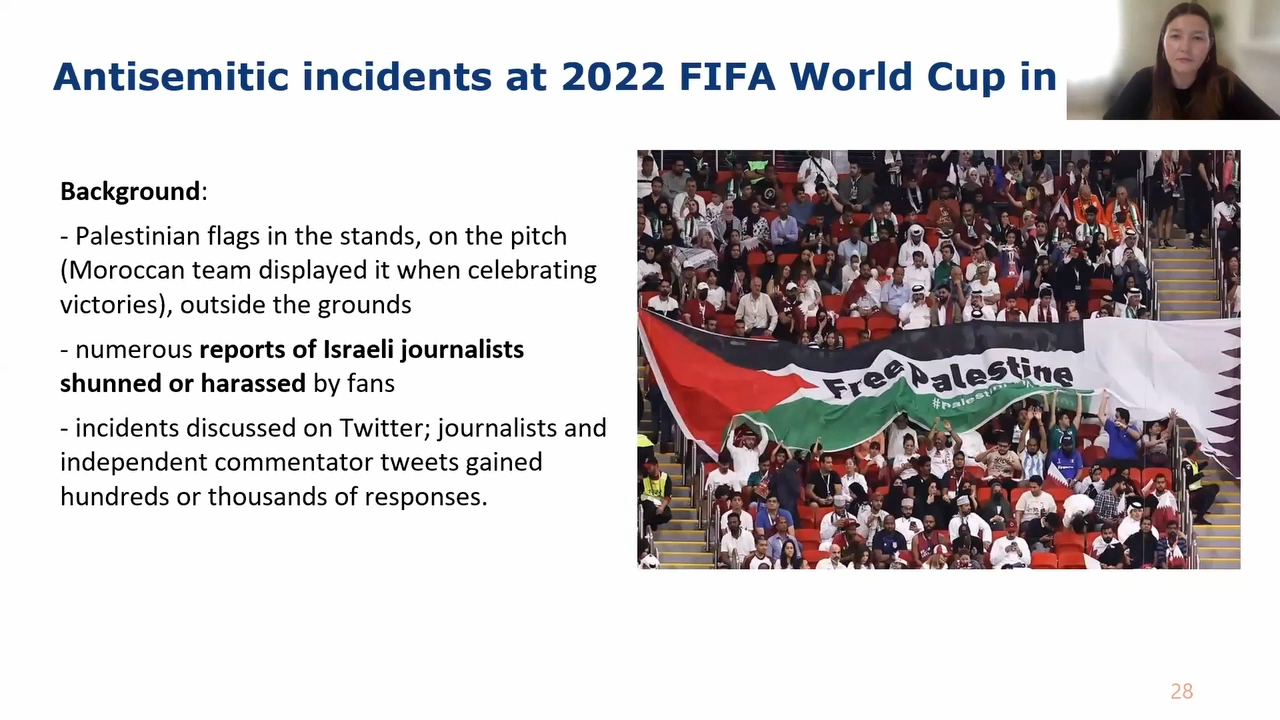 Antisemitic incidents at 2022 FIFA World Cup in
Background:
- Palestinian flags in the stands, on the pitch
(Moroccan team displayed it when celebrating
victories), outside the grounds
- numerous reports of Israeli journalists
shunned or harassed by fans
- incidents discussed on Twitter; journalists and
independent commentator tweets gained
hundreds or thousands of responses.
Free Palestine
28